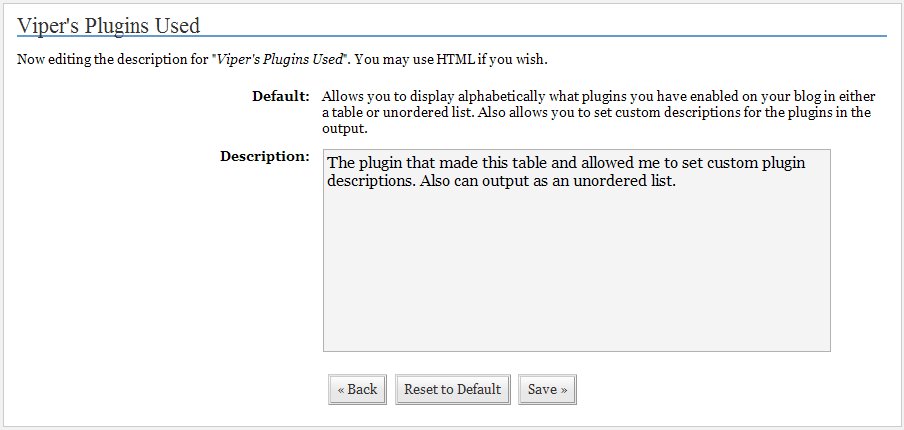 Viper's Plugins Used
Now editing the description for "Viper's Plugins Used". You may use HTML if you wish.
Default: Allows you to display alphabetically what plugins you have enabled on your blog in either
a table or unordered list. Also allows you to set custom descriptions for the plugins in the
output.
Description: The plugin that made this table and allowed me to set custom plugin
descriptions. Also can output as an unordered list.
« Back Reset to Default Save »